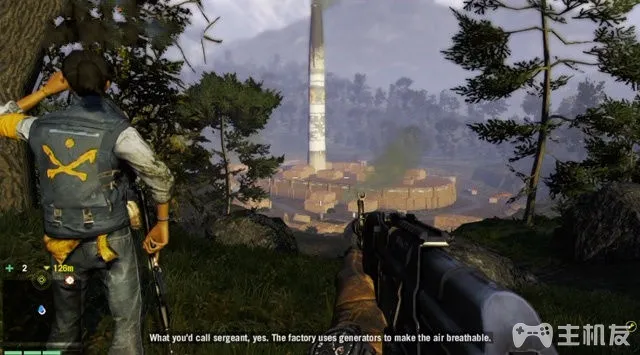 2
126m
What you'd call sergeant, yes. The factory uses generators to make the air breathable.
主机友